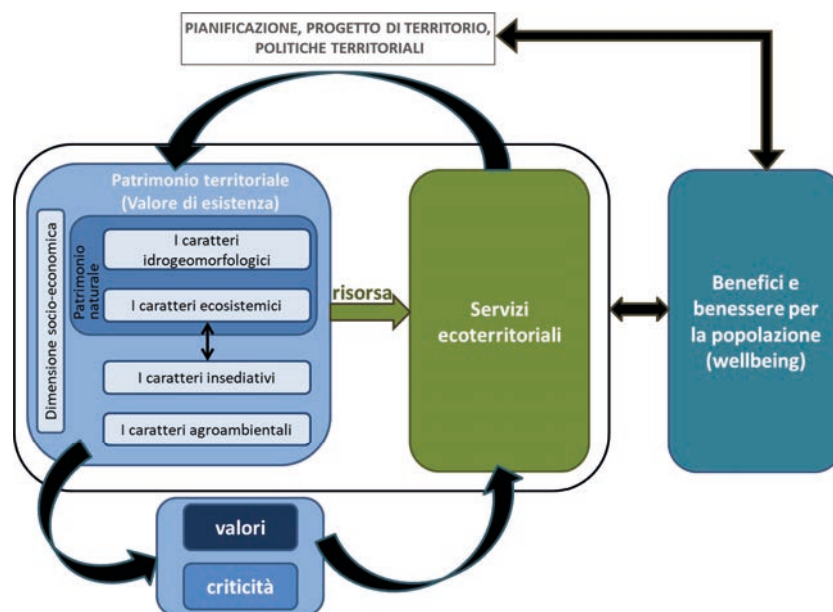 PIANIFICAZIONE, PROGETTO DI TERRITORIO,
POLITICHE TERRITORIALI
Patrimonio territoriale
(Valore di esistenza)
Dimensione socio-economica
Patrimonio
naturale
I caratteri
idrogeomorfologici
I caratteri ecosistemici
I caratteri insediativi
I caratteri agroambientali
risorsa
Servizi
ecoterritoriali
Benefici e
benessere per
la popolazione
(wellbeing)
valori
criticità